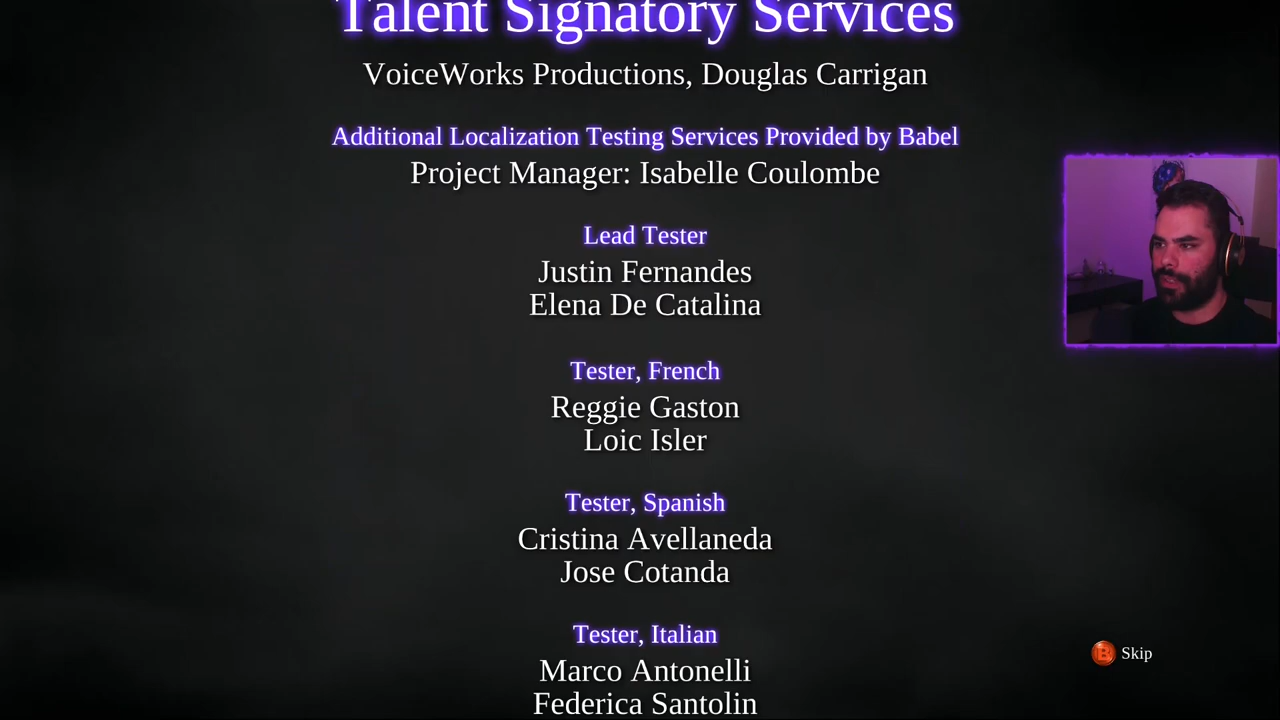 Talent Signatory Services
VoiceWorks Productions, Douglas Carrigan
Additional Localization Testing Services Provided by Babel
Project Manager: Isabelle Coulombe
Lead Tester
Justin Fernandes
Elena De Catalina
Tester, French
Reggie Gaston
Loic Isler
Tester, Spanish
Cristina Avellaneda
Jose Cotanda
Tester, Italian
Marco Antonelli
Federica Santolin
B Skip